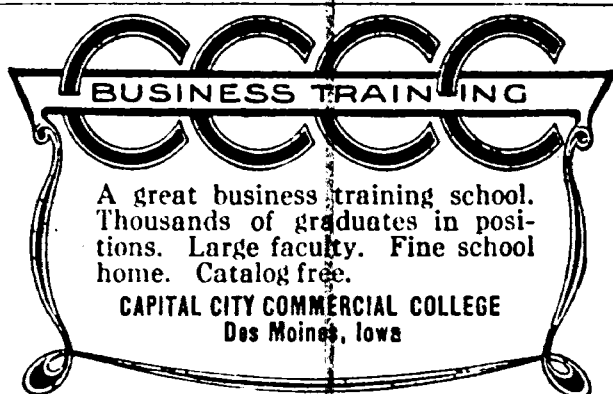 CCCC
BUSINESS TRAINING
A great business training school.
Thousands of graduates in posi-
tions. Large faculty. Fine school
home. Catalog free.
CAPITAL CITY COMMERCIAL COLLEGE
Des Moines, Iowa